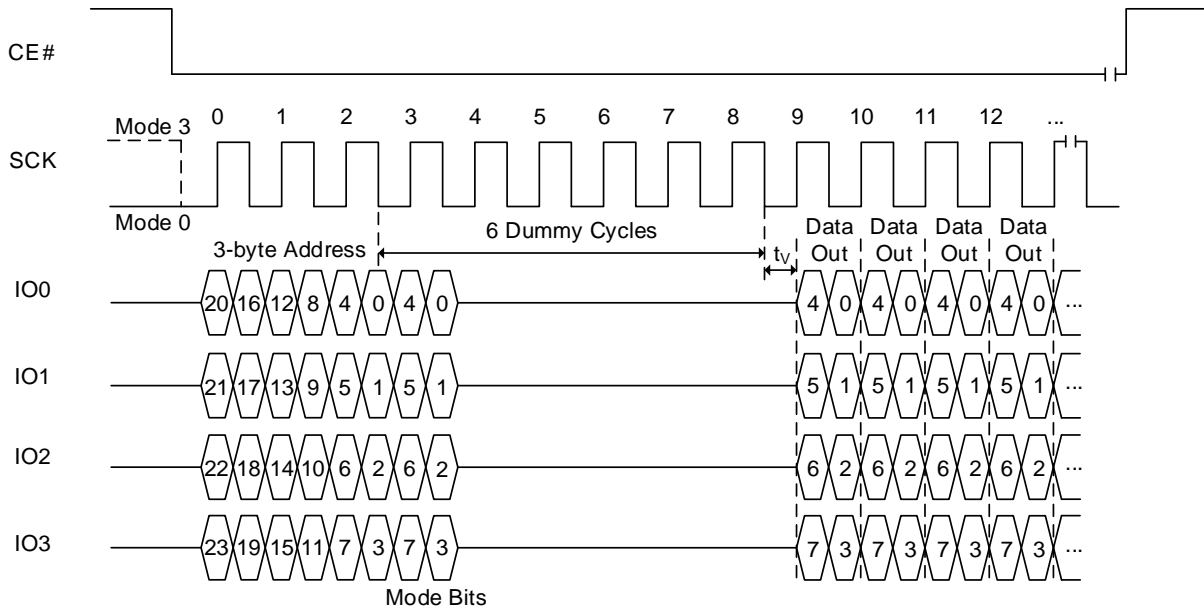 CE#
0 1 2 3 4 5 6 7 8 9 10 11 12 ...
Mode 3
SCK
Mode 0
6 Dummy Cycles
Data Data Data Data
3-byte Address
tV
Out Out Out Out
IO0
20 16 12 8 4 0 4 0 4 0 4 0 4 0 4 0 ...
IO1
21 17 13 9 5 1 5 1 5 1 5 1 5 1 5 1 ...
IO2
22 18 14 10 6 2 6 2 6 2 6 2 6 2 6 2 ...
IO3
23 19 15 11 7 3 7 3 7 3 7 3 7 3 7 3 ...
Mode Bits